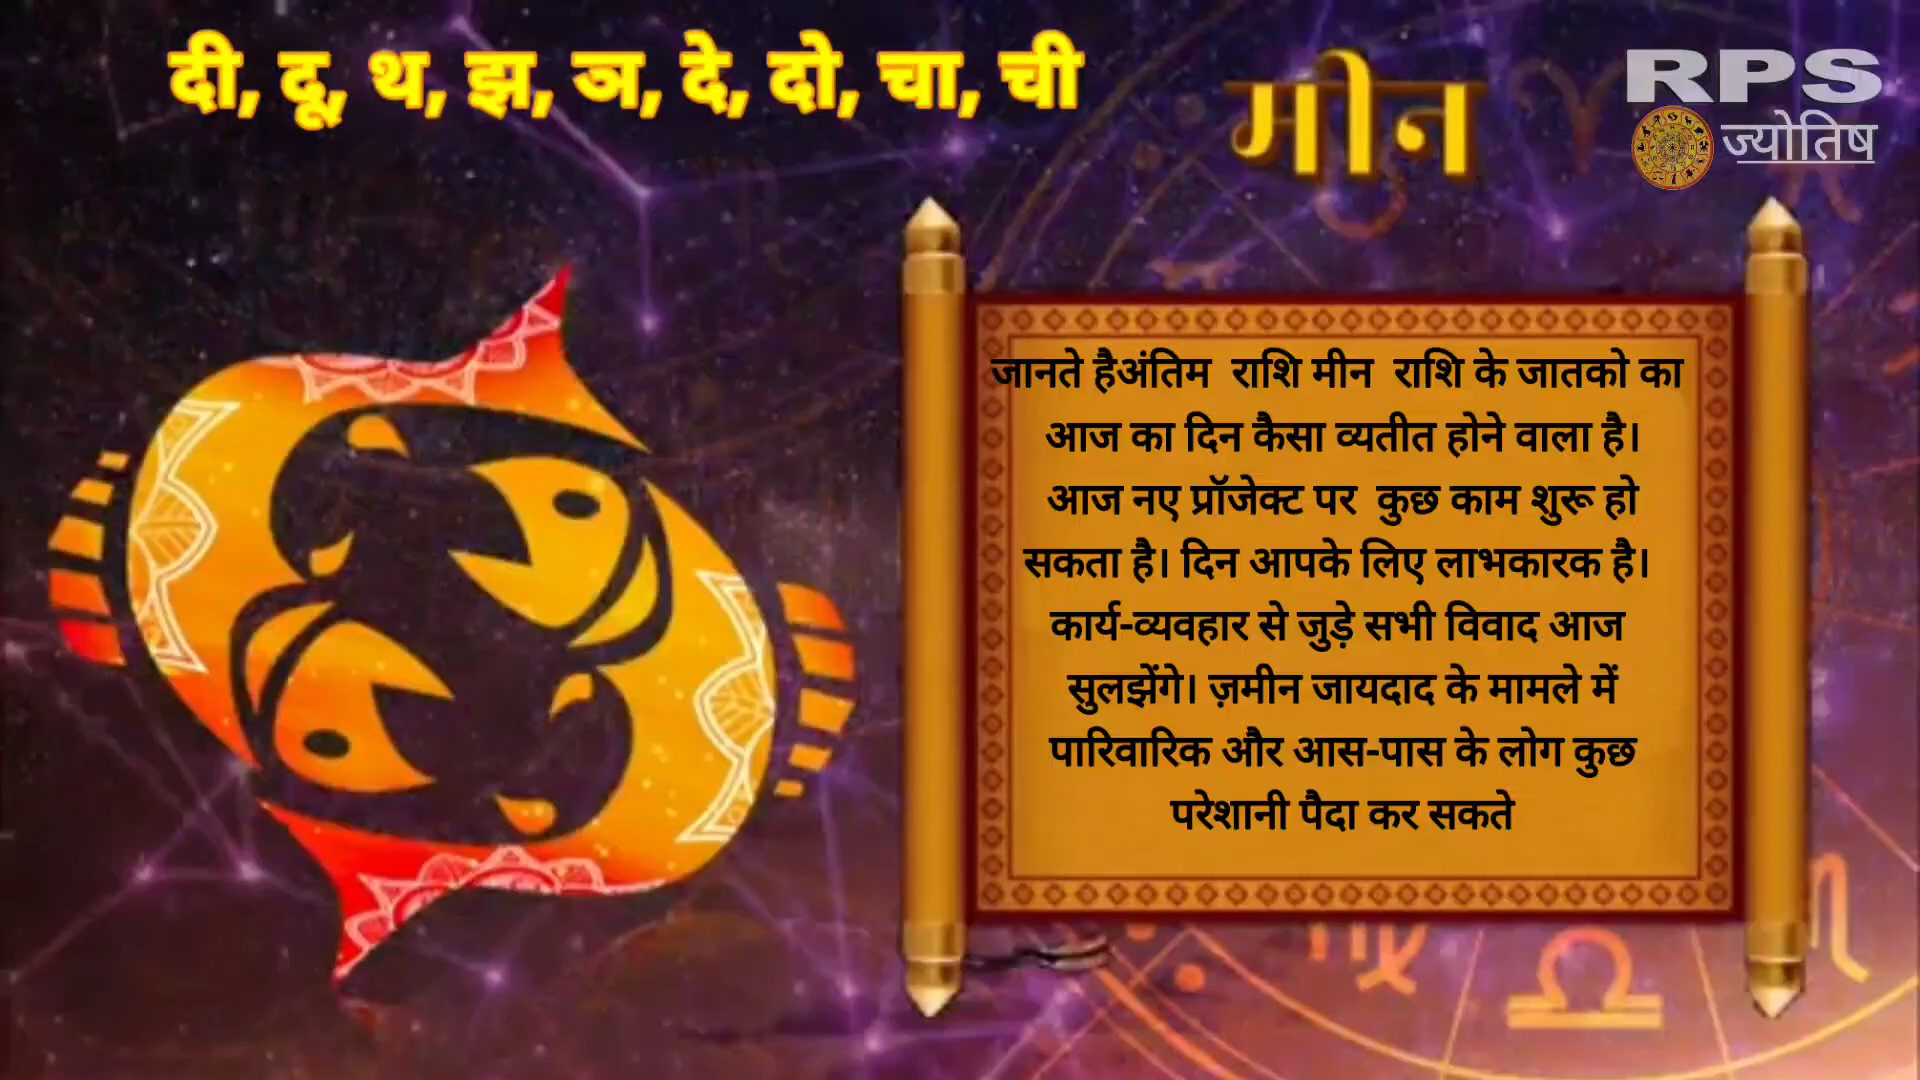 दी, दू, थ, झ, ञ, दे, दो, चा, ची
मीन
RPS
ज्योतिष
जानते हैअंतिम राशि मीन राशि के जातको का
आज का दिन कैसा व्यतीत होने वाला है।
आज नए प्रॉजेक्ट पर कुछ काम शुरू हो
सकता है। दिन आपके लिए लाभकारक है।
कार्य-व्यवहार से जुड़े सभी विवाद आज
सुलझेंगे। ज़मीन जायदाद के मामले में
पारिवारिक और आस-पास के लोग कुछ
परेशानी पैदा कर सकते